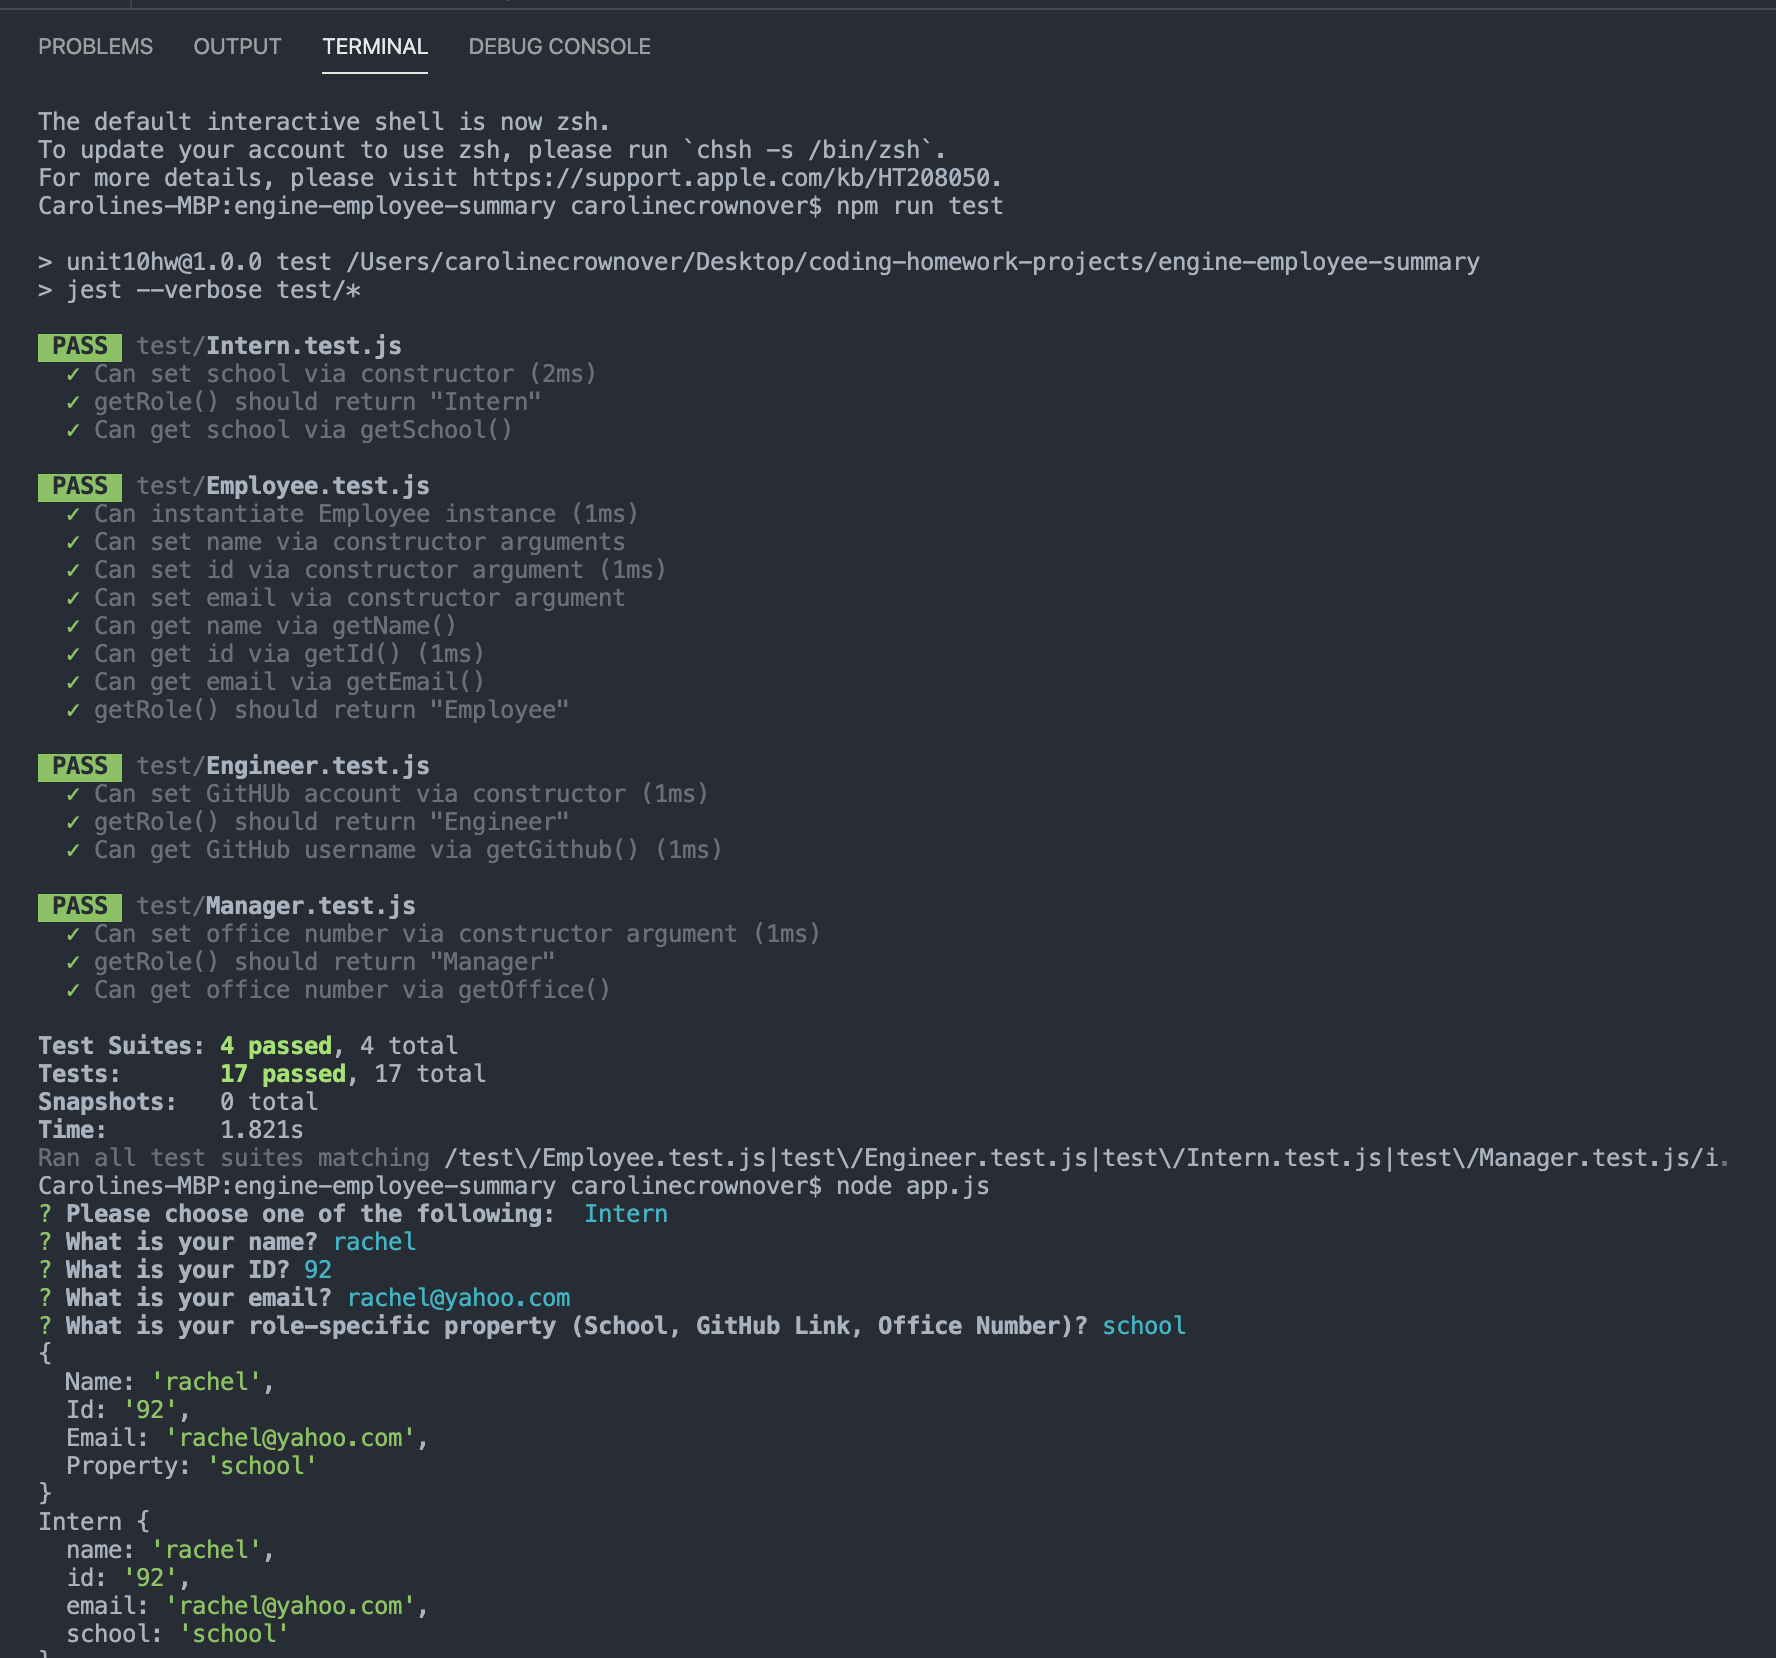 PROBLEMS OUTPUT TERMINAL DEBUG CONSOLE
The default interactive shell is now zsh.
To update your account to use zsh, please run `chsh -s /bin/zsh`.
For more details, please visit https://support.apple.com/kb/HT208050.
Carolines-MBP:engine-employee-summary carolinecrownover$ npm run test
> unit10hw@1.0.0 test /Users/carolinecrownover/Desktop/coding-homework-projects/engine-employee-summary
> jest --verbose test/*
PASS test/Intern.test.js
✓ Can set school via constructor (2ms)
✓ getRole() should return "Intern"
✓ Can get school via getSchool()
PASS test/Employee.test.js
✓ Can instantiate Employee instance (1ms)
✓ Can set name via constructor arguments
✓ Can set id via constructor argument (1ms)
✓ Can set email via constructor argument
✓ Can get name via getName()
✓ Can get id via getId() (1ms)
✓ Can get email via getEmail()
✓ getRole() should return "Employee"
PASS test/Engineer.test.js
✓ Can set GitHUb account via constructor (1ms)
✓ getRole() should return "Engineer"
✓ Can get GitHub username via getGithub() (1ms)
PASS test/Manager.test.js
✓ Can set office number via constructor argument (1ms)
✓ getRole() should return "Manager"
✓ Can get office number via getOffice()
Test Suites: 4 passed, 4 total
Tests: 17 passed, 17 total
Snapshots: 0 total
Time: 1.821s
Ran all test suites matching /test\/Employee.test.js|test\/Engineer.test.js|test\/Intern.test.js|test\/Manager.test.js/i.
Carolines-MBP:engine-employee-summary carolinecrownover$ node app.js
? Please choose one of the following: Intern
? What is your name? rachel
? What is your ID? 92
? What is your email? rachel@yahoo.com
? What is your role-specific property (School, GitHub Link, Office Number)? school
{
Name: 'rachel',
Id: '92',
Email: 'rachel@yahoo.com',
Property: 'school'
}
Intern {
name: 'rachel',
id: '92',
email: 'rachel@yahoo.com',
school: 'school'
}